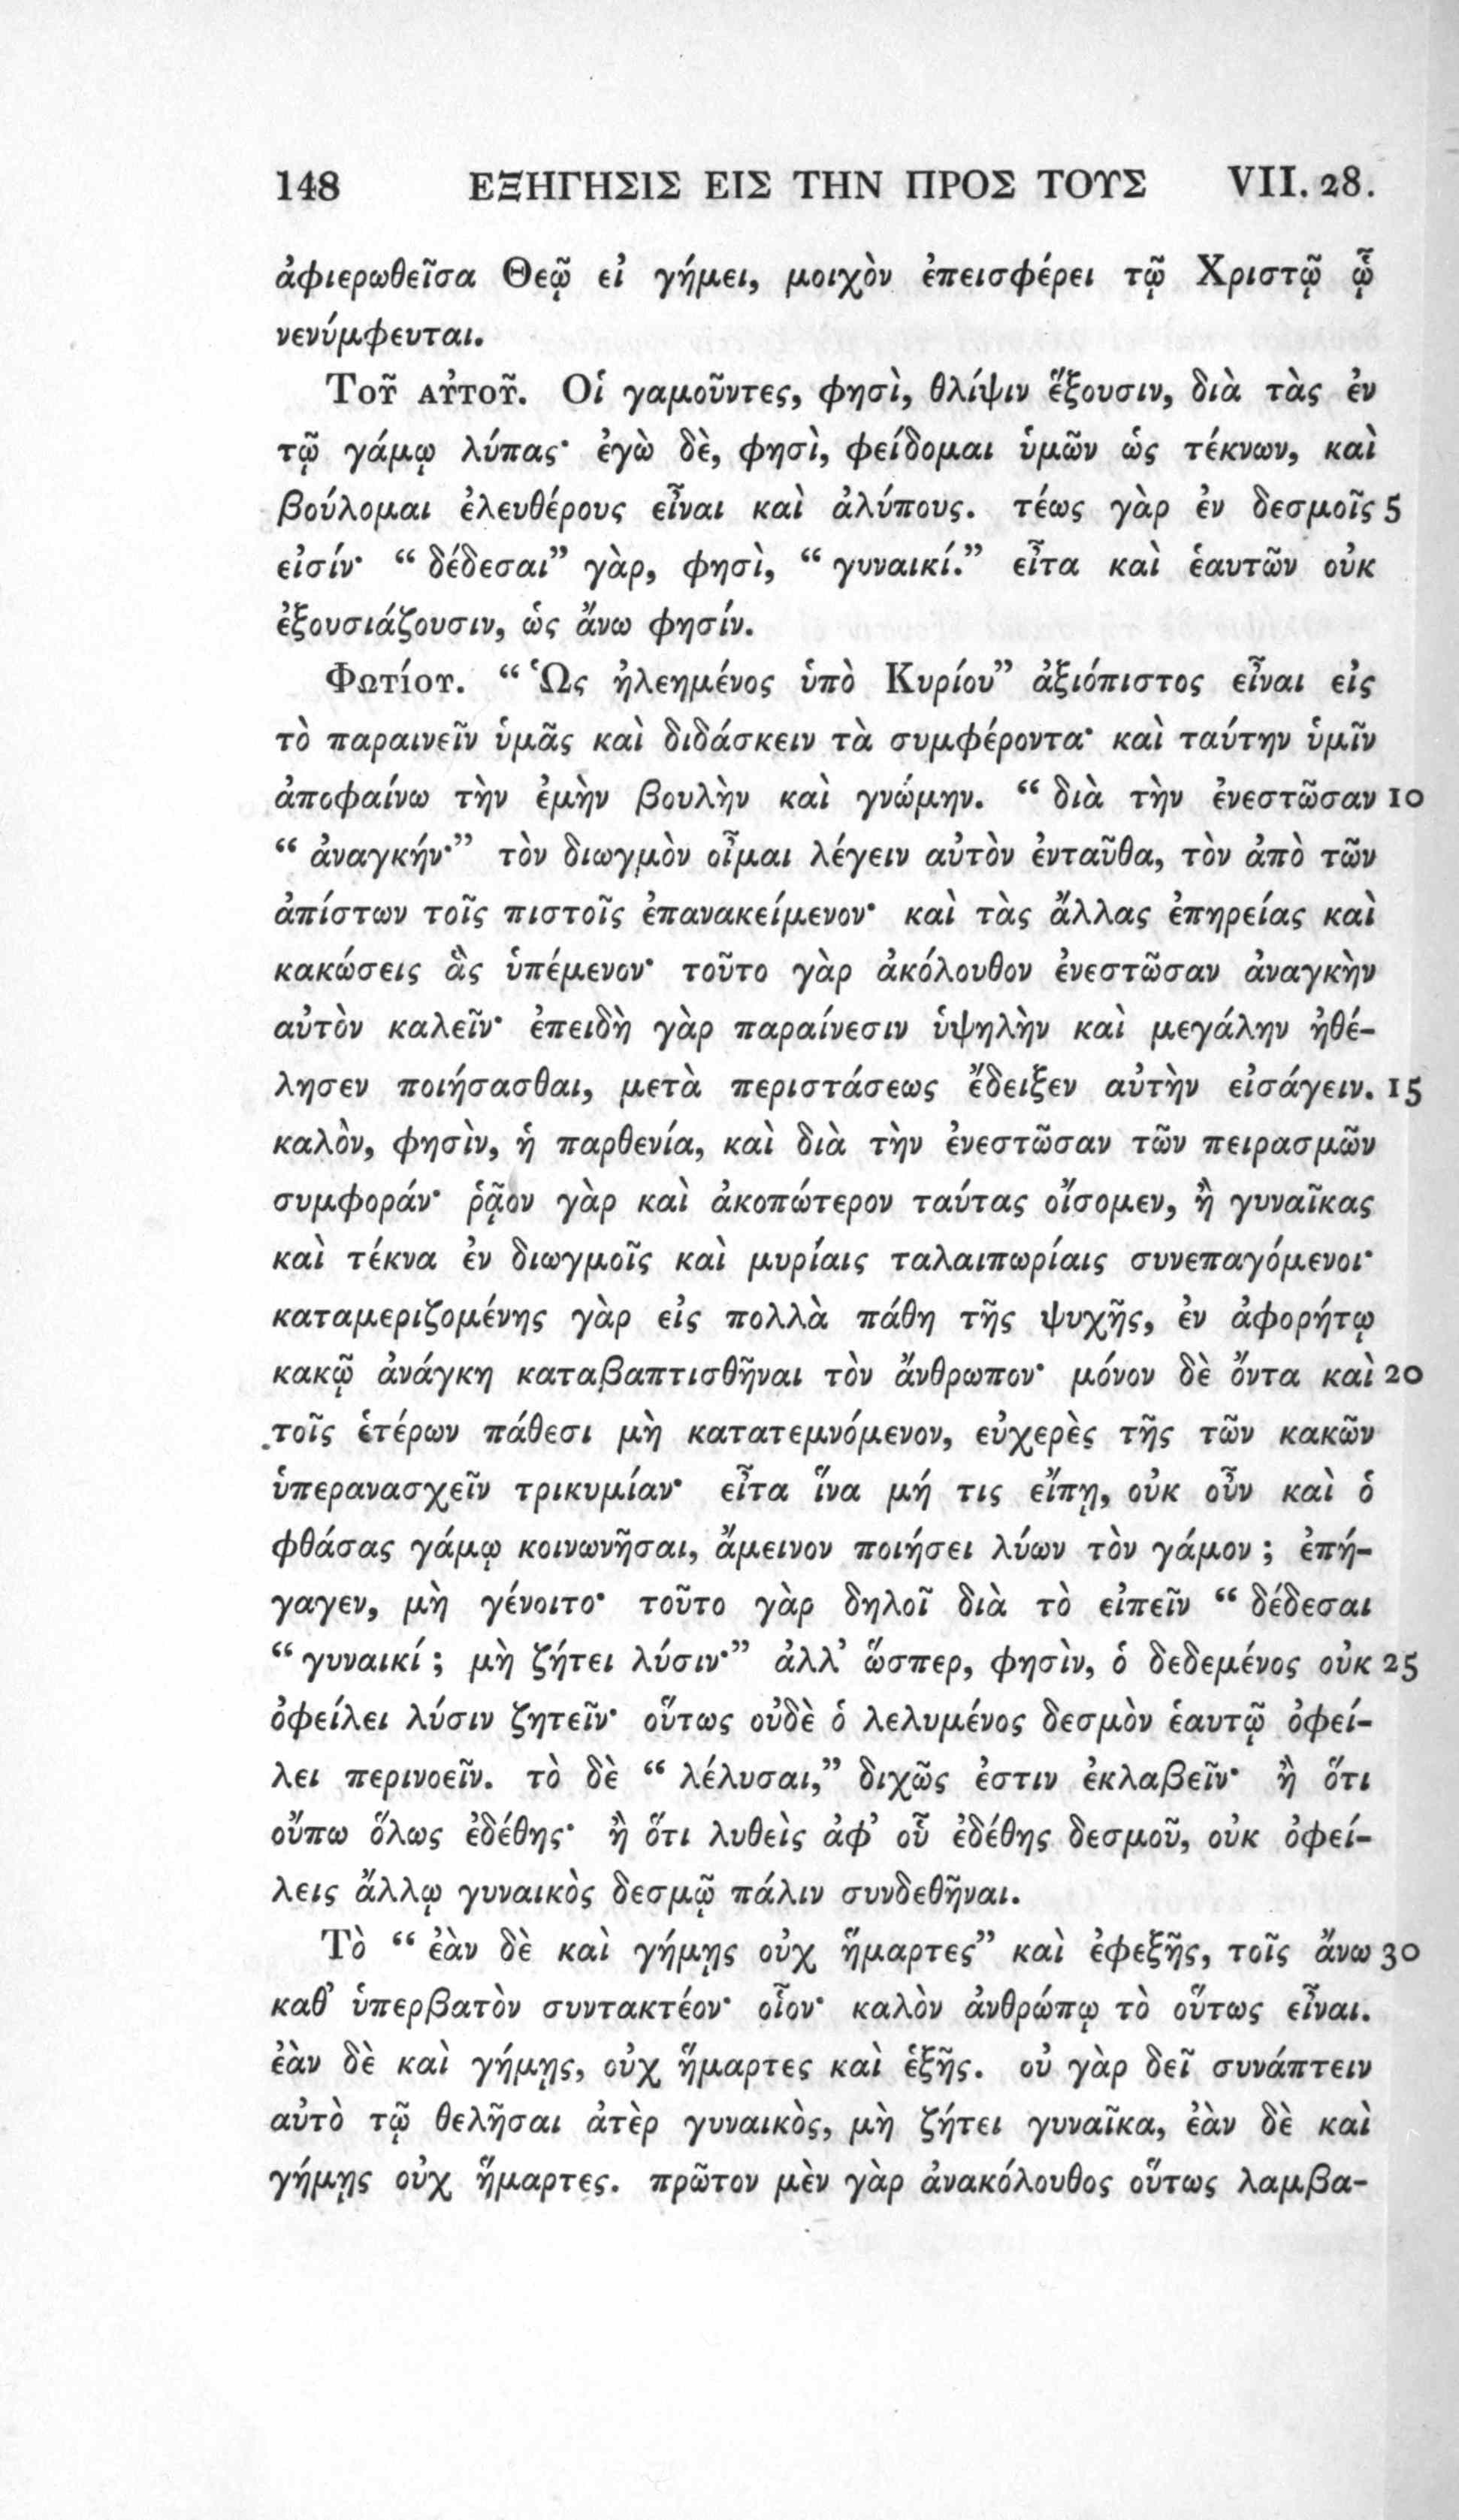 148 ΕΞΗΓΗΣΙΣ ΕΙΣ ΤΗΝ ΠΡΟΣ ΤΟΥΣ VII. 28.
ἀφιερωθεῖσα Θεῷ εἰ γήμει, μοιχὸν ἐπεισφέρει τῷ Χριστῷ ᾧ
νενύμφευται.
Τοῦ αὐτοῦ. Οἱ γαμοῦντες, φησὶ, θλίψιν ἕξουσιν, διὰ τὰς ἐν
τῷ γάμῳ λύπας· ἐγὼ δὲ, φησὶ, φείδομαι ὑμῶν ὡς τέκνων, καὶ
βούλομαι ἐλευθέρους εἶναι καὶ ἀλύπους. τέως γὰρ ἐν δεσμοῖς 5
εἰσίν· “ δέδεσαι” γὰρ, φησὶ, “ γυναικί.” εἶτα καὶ ἑαυτῶν οὐκ
ἐξουσιάζουσιν, ὡς ἄνω φησίν.
Φωτίου. “ Ὡς ἠλεημένος ὑπὸ Κυρίου” ἀξιόπιστος εἶναι εἰς
τὸ παραινεῖν ὑμᾶς καὶ διδάσκειν τὰ συμφέροντα· καὶ ταύτην ὑμῖν
ἀποφαίνω τὴν ἐμὴν βουλὴν καὶ γνώμην. “ διὰ τὴν ἐνεστῶσαν 10
“ ἀναγκήν·” τὸν διωγμὸν οἶμαι λέγειν αὐτὸν ἐνταῦθα, τὸν ἀπὸ τῶν
ἀπίστων τοῖς πιστοῖς ἐπανακείμενον· καὶ τὰς ἄλλας ἐπηρείας καὶ
κακώσεις ἃς ὑπέμενον· τοῦτο γὰρ ἀκόλουθον ἐνεστῶσαν ἀναγκὴν
αὐτὸν καλεῖν· ἐπειδὴ γὰρ παραίνεσιν ὑψηλὴν καὶ μεγάλην ἠθέ-
λησεν ποιήσασθαι, μετὰ περιστάσεως ἔδειξεν αὐτὴν εἰσάγειν. 15
καλὸν, φησὶν, ἡ παρθενία, καὶ διὰ τὴν ἐνεστῶσαν τῶν πειρασμῶν
συμφοράν· ῥᾷον γὰρ καὶ ἀκοπώτερον ταύτας οἴσομεν, ἢ γυναῖκας
καὶ τέκνα ἐν διωγμοῖς καὶ μυρίαις ταλαιπωρίαις συνεπαγόμενοι·
καταμεριζομένης γὰρ εἰς πολλὰ πάθη τῆς ψυχῆς, ἐν ἀφορήτῳ
κακῷ ἀνάγκη καταβαπτισθῆναι τὸν ἄνθρωπον· μόνον δὲ ὄντα καὶ 20
τοῖς ἑτέρων πάθεσι μὴ κατατεμνόμενον, εὐχερὲς τῆς τῶν κακῶν
ὑπερανασχεῖν τρικυμίαν· εἶτα ἵνα μή τις εἴπῃ, οὐκ οὖν καὶ ὁ
φθάσας γάμῳ κοινωνῆσαι, ἄμεινον ποιήσει λύων τὸν γάμον ; ἐπή-
γαγεν, μὴ γένοιτο· τοῦτο γὰρ δηλοῖ διὰ τὸ εἰπεῖν “ δέδεσαι
“ γυναικί ; μὴ ζήτει λύσιν·” ἀλλ’ ὥσπερ, φησὶν, ὁ δεδεμένος οὐκ 25
ὀφείλει λύσιν ζητεῖν· οὕτως οὐδὲ ὁ λελυμένος δεσμὸν ἑαυτῷ ὀφεί-
λει περινοεῖν. τὸ δὲ “ λέλυσαι,” διχῶς ἐστιν ἐκλαβεῖν· ἢ ὅτι
οὔπω ὅλως ἐδέθης· ἢ ὅτι λυθεὶς ἀφ’ οὗ ἐδέθης δεσμοῦ, οὐκ ὀφεί-
λεις ἄλλῳ γυναικὸς δεσμῷ πάλιν συνδεθῆναι.
Τὸ “ ἐὰν δὲ καὶ γήμῃς οὐχ ἥμαρτες” καὶ ἐφεξῆς, τοῖς ἄνω 30
καθ’ ὑπερβατὸν συντακτέον· οἷον· καλὸν ἀνθρώπῳ τὸ οὕτως εἶναι.
ἐὰν δὲ καὶ γήμῃς, οὐχ ἥμαρτες καὶ ἑξῆς. οὐ γὰρ δεῖ συνάπτειν
αὐτὸ τῷ θελῆσαι ἀτὲρ γυναικὸς, μὴ ζήτει γυναῖκα, ἐὰν δὲ καὶ
γήμῃς οὐχ ἥμαρτες. πρῶτον μὲν γὰρ ἀνακόλουθος οὕτως λαμβα-